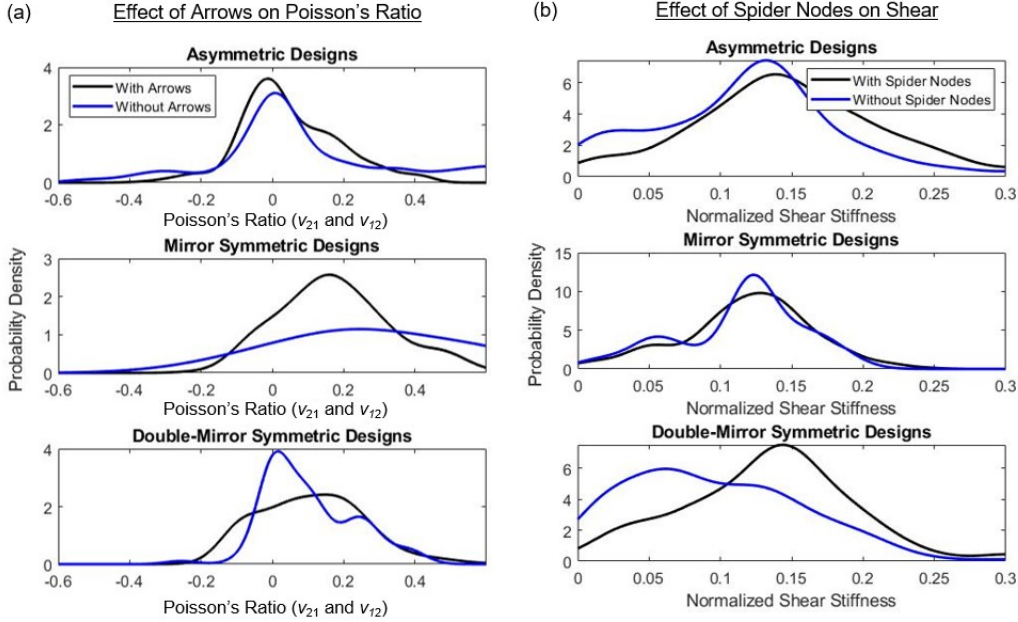 (a)
Effect of Arrows on Poisson's Ratio
Asymmetric Designs
4
2
0
With Arrows
Without Arrows
-0.6 -0.4 -0.2 0 0.2 0.4
Poisson's Ratio (v21 and v12)
Mirror Symmetric Designs
Probability Density
3
2
1
0
-0.6 -0.4 -0.2 0 0.2 0.4
Poisson's Ratio (v21 and v12)
Double-Mirror Symmetric Designs
4
2
0
-0.6 -0.4 -0.2 0 0.2 0.4
Poisson's Ratio (v21 and v12)
(b)
Effect of Spider Nodes on Shear
Asymmetric Designs
6
4
2
0
With Spider Nodes
Without Spider Nodes
0 0.05 0.1 0.15 0.2 0.25 0.3
Normalized Shear Stiffness
Mirror Symmetric Designs
Probability Density
15
10
5
0
0 0.05 0.1 0.15 0.2 0.25 0.3
Normalized Shear Stiffness
Double-Mirror Symmetric Designs
6
4
2
0
0 0.05 0.1 0.15 0.2 0.25 0.3
Normalized Shear Stiffness